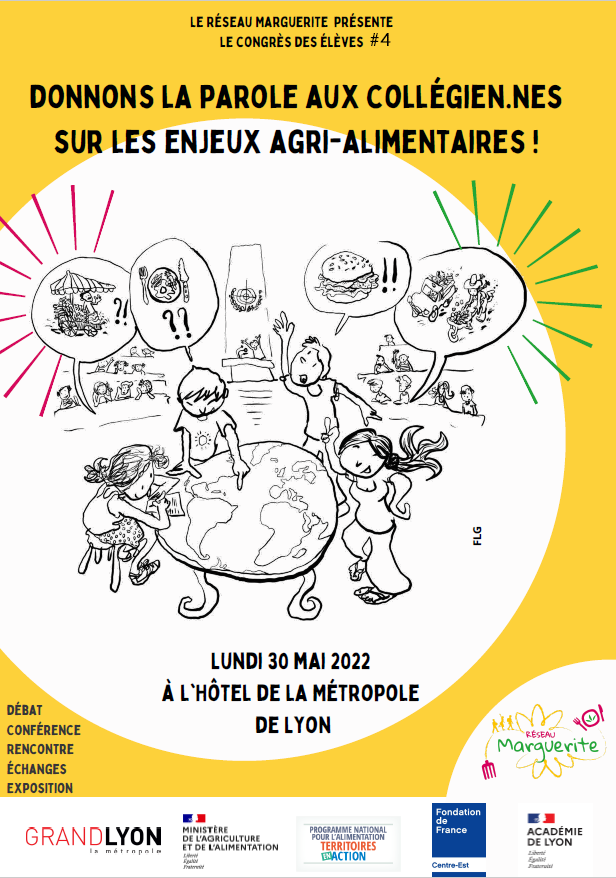 LE RÉSEAU MARGUERITE PRÉSENTE
LE CONGRÈS DES ÉLÈVES #4
DONNONS LA PAROLE AUX COLLÉGIEN.NES
SUR LES ENJEUX AGRI-ALIMENTAIRES !
?!
??
!!
!!
FLG
LUNDI 30 MAI 2022
À L'HÔTEL DE LA MÉTROPOLE
DE LYON
DÉBAT
CONFÉRENCE
RENCONTRE
ÉCHANGES
EXPOSITION
RÉSEAU
Marguerite
GRANDLYON
la métropole
MINISTÈRE
DE L'AGRICULTURE
ET DE L'ALIMENTATION
Liberté
Égalité
Fraternité
PROGRAMME NATIONAL
POUR L'ALIMENTATION
TERRITOIRES
EN ACTION
Fondation
de
France
Centre-Est
ACADÉMIE
DE LYON
Liberté
Égalité
Fraternité